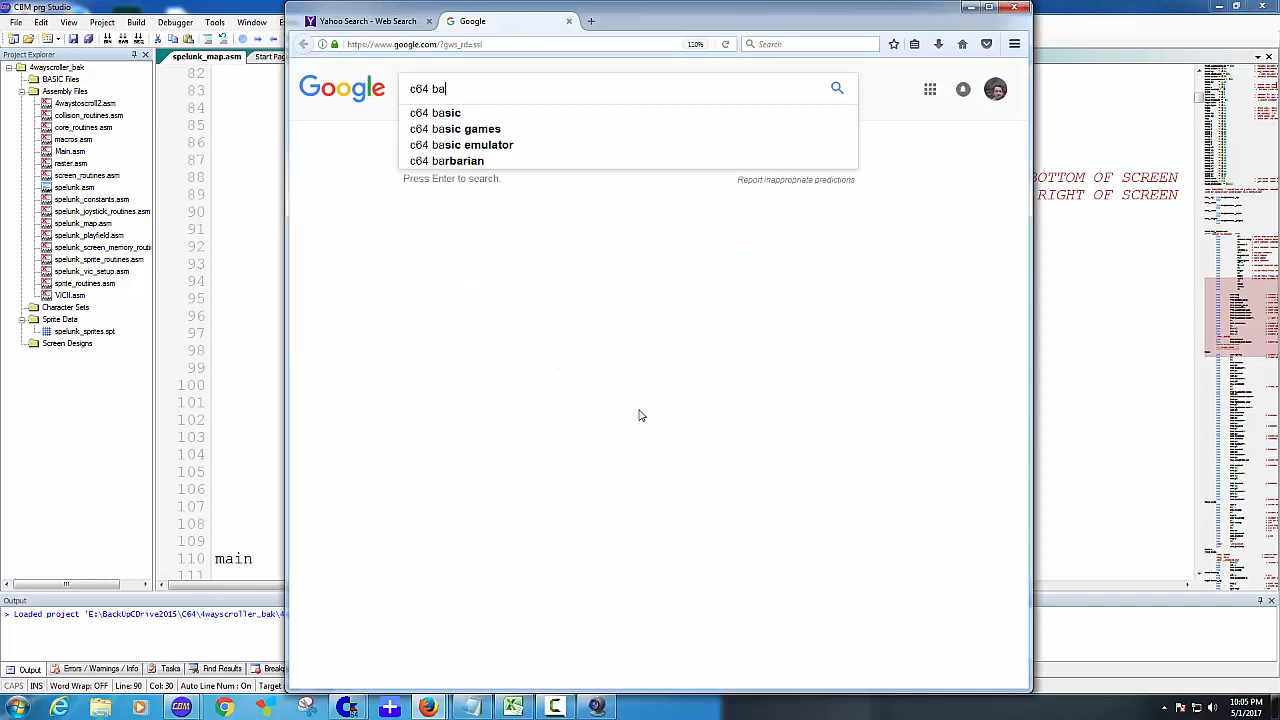 CBM prg Studio
File Edit View Project Build Debugger Tools Window
Project Explorer
4wayscroller_bak
BASIC Files
Assembly Files
4waystoscroll2.asm
collision_routines.asm
core_routines.asm
macros.asm
Main.asm
raster.asm
screen_routines.asm
spelunk.asm
spelunk_constants.asm
spelunk_joystick_routines.asm
spelunk_map.asm
spelunk_playfield.asm
spelunk_screen_memory_routi
spelunk_sprite_routines.asm
spelunk_vic_setup.asm
sprite_routines.asm
VICII.asm
Character Sets
Sprite Data
spelunk_sprites.spt
Screen Designs
spelunk_map.asm Start Pag
82
83
84
85
86
87
88
89
90
91
92
93
94
95
96
97
98
99
100
101
102
103
104
105
106
107
108
109
110 main
111
Yahoo Search - Web Search
Google
https://www.google.com/?gws_rd=ssl
110%
Search
Google
c64 ba
c64 basic
c64 basic games
c64 basic emulator
c64 barbarian
Press Enter to search.
Report inappropriate predictions
BOTTOM OF SCREEN
RIGHT OF SCREEN
Output
> Loaded project 'E:\BackUpCDrive2015\C64\4wayscroller_bak\4
Output Errors / Warnings / Info Tasks Find Results Breakp
CAPS INS Word Wrap: OFF Line: 90 Col: 30 Auto Line Num : On Target:
CBM
10:05 PM
5/1/2017